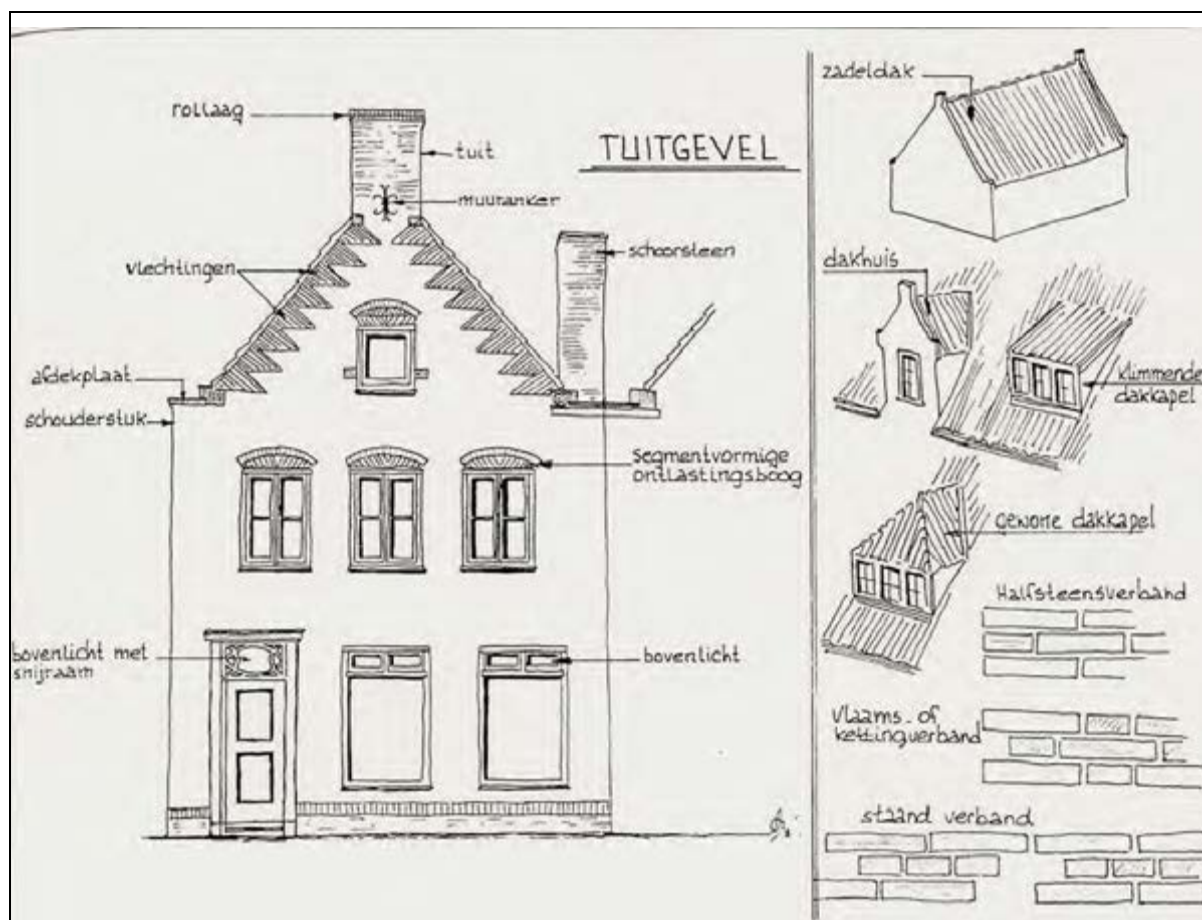 TUITGEVEL
rollaag
tuit
muuranker
schoorsteen
vlechtingen
afdekplaat
schouderstuk
segmentvormige
ontlastingsboog
bovenlicht met
snijraam
bovenlicht
zadeldak
dakhuis
klimmende
dakkapel
gewone dakkapel
Halfsteensverband
Vlaams- of
kettingverband
staand verband